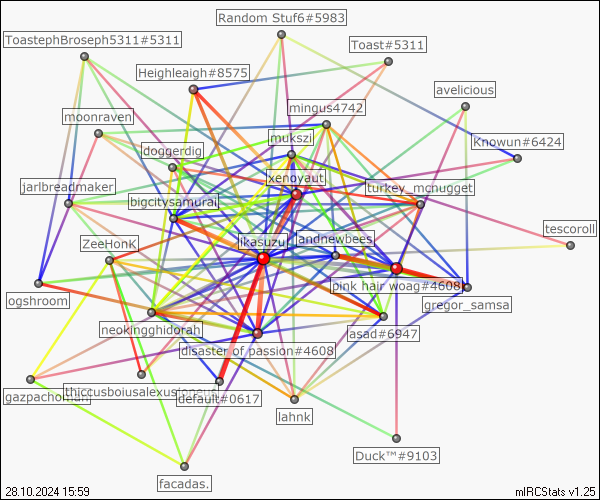 Random Stuf6#5983
ToastephBroseph5311#5311
Toast#5311
Heighleaigh#8575
avelicious
mingus4742
moonraven
mukszi
Knowun#6424
doggerdig
xenoyaut
turkey_mcnugget
jarlbreadmaker
bigcitysamurai
tescoroll
ZeeHonK
ikasuzu
jandnewbees
pink hair woag#4608
ogshroom
gregor_samsa
neokingghidorah
asad#6947
disaster of passion#4608
gazpachoman
default#0617
lahnk
Duck™#9103
facadas.
28.10.2024 15:59
mIRCStats v1.25